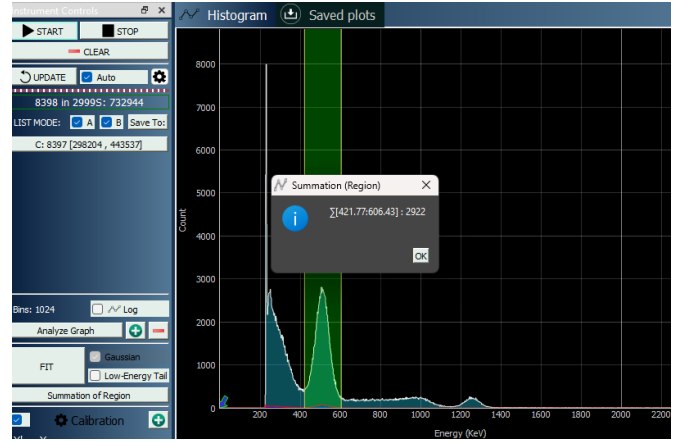 Instrument Controls
START STOP
CLEAR
UPDATE Auto
8398 in 2999S: 732944
LIST MODE: A B Save To:
C: 8397 [298204 , 443537]
Bins: 1024 Log
Analyze Graph
FIT Gaussian
Low-Energy Tail
Summation of Region
Calibration
Histogram Saved plots
8000
7000
6000
5000
4000
3000
2000
1000
0
Count
Summation (Region)
∑[421.77:606.43] : 2922
OK
200 400 600 800 1000 1200 1400 1600 1800 2000 2200
Energy (KeV)